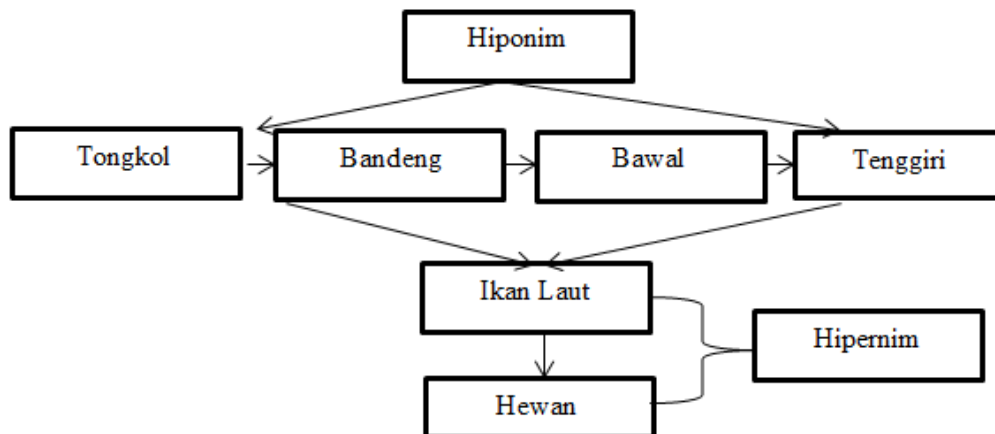 Hiponim
Tongkol
Bandeng
Bawal
Tenggiri
Ikan Laut
Hipernim
Hewan